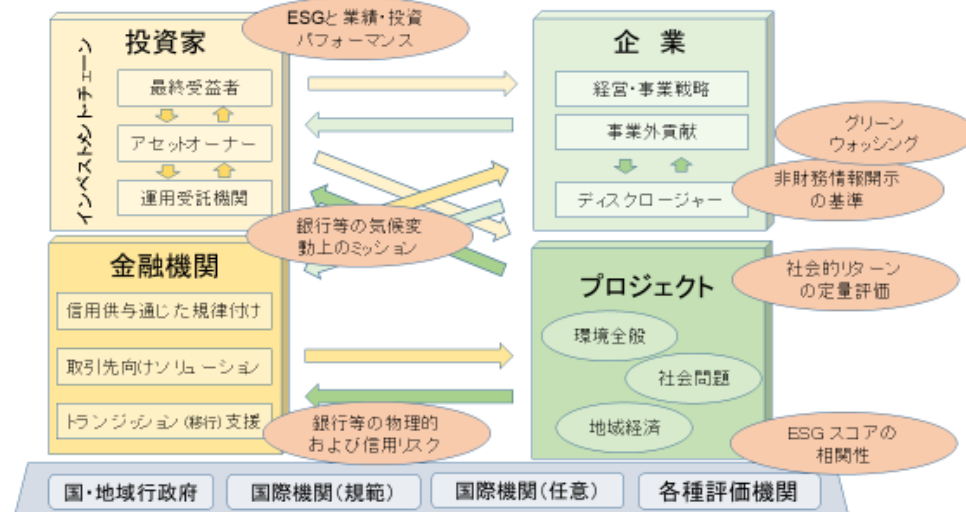 ESGと業績・投資
パフォーマンス
投資家
インベストメントチェーン
最終受益者
アセットオーナー
運用受託機関
企 業
経営・事業戦略
事業外貢献
ディスクロージャー
グリーン
ウォッシング
非財務情報開示
の基準
銀行等の気候変
動上のミッション
金融機関
信用供与通じた規律付け
取引先向けソリューション
トランジッション(移行)支援
プロジェクト
環境全般
社会問題
地域経済
社会的リターン
の定量評価
銀行等の物理的
および信用リスク
ESGスコアの
相関性
国・地域行政府
国際機関(規範)
国際機関(任意)
各種評価機関